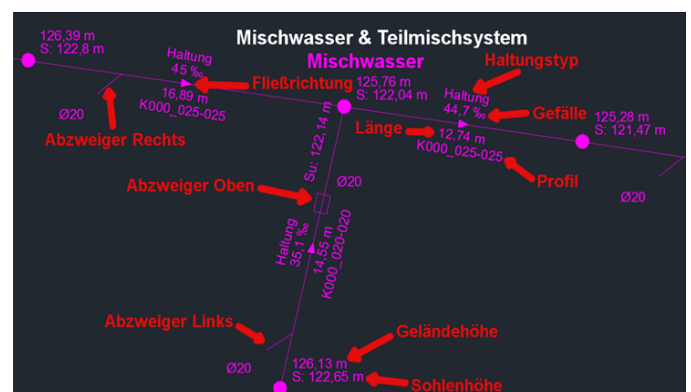 Mischwasser & Teilmischsystem
Mischwasser
126,39 m
S: 122,8 m
Haltung
45 ‰
16,89 m
K000_025-025
Fließrichtung
Ø20
Abzweiger Rechts
125,76 m
S: 122,04 m
Haltungstyp
Haltung
44,7 ‰
Gefälle
Länge
12,74 m
K000_025-025
Profil
125,28 m
S: 121,47 m
Ø20
Su: 122,14 m
Ø20
Abzweiger Oben
Haltung
35,1 ‰
14,55 m
K000_020-020
Abzweiger Links
Ø20
Geländehöhe
126,13 m
S: 122,65 m
Sohlenhöhe